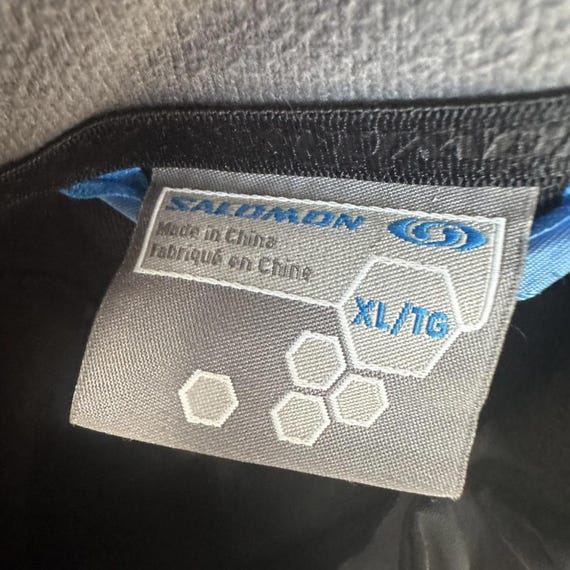 SALOMON
Made in China
Fabriqué en Chine
XL/TG